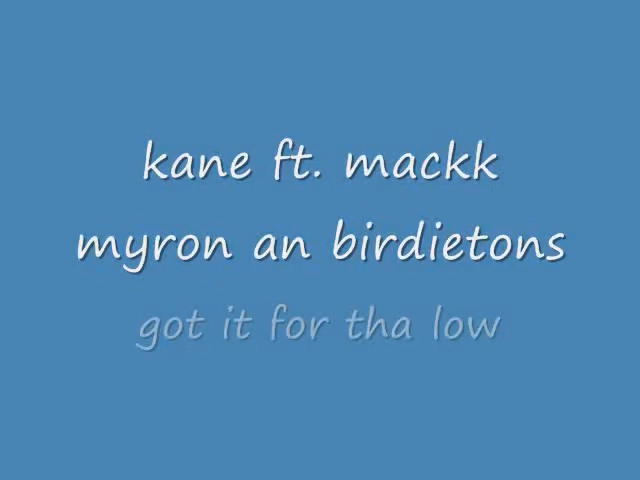 kane ft. mackk
myron an birdietons
got it for tha low